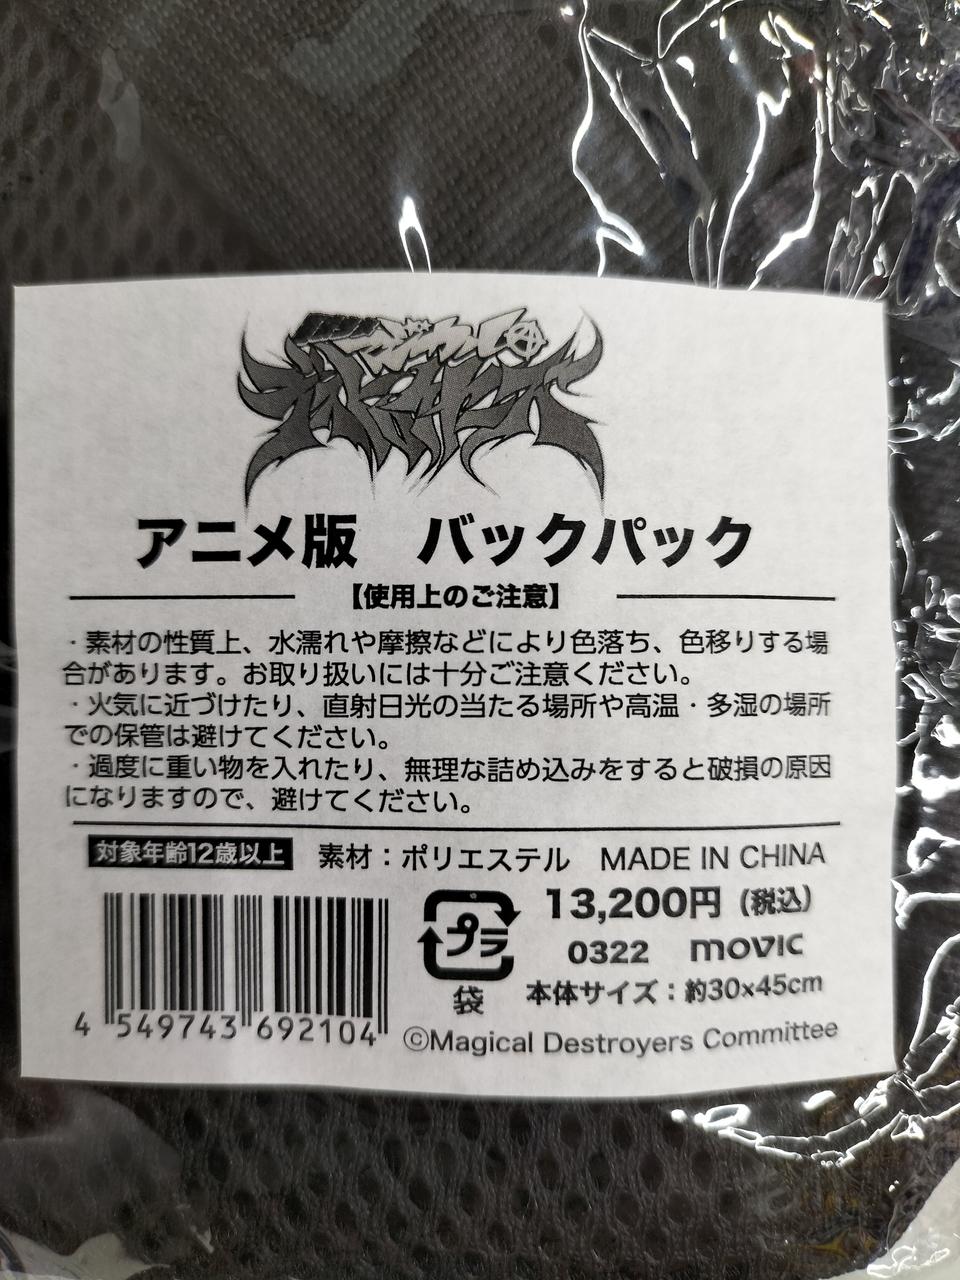 アニメ版　バックパック
【使用上のご注意】
・素材の性質上、水濡れや摩擦などにより色落ち、色移りする場
合があります。お取り扱いには十分ご注意ください。
・火気に近づけたり、直射日光の当たる場所や高温・多湿の場所
での保管は避けてください。
・過度に重い物を入れたり、無理な詰め込みをすると破損の原因
になりますので、避けてください。
対象年齢12歳以上　素材：ポリエステル　MADE IN CHINA
プラ
袋
13,200円（税込）
0322 movic
本体サイズ：約30×45cm
4 549743 692104
©Magical Destroyers Committee